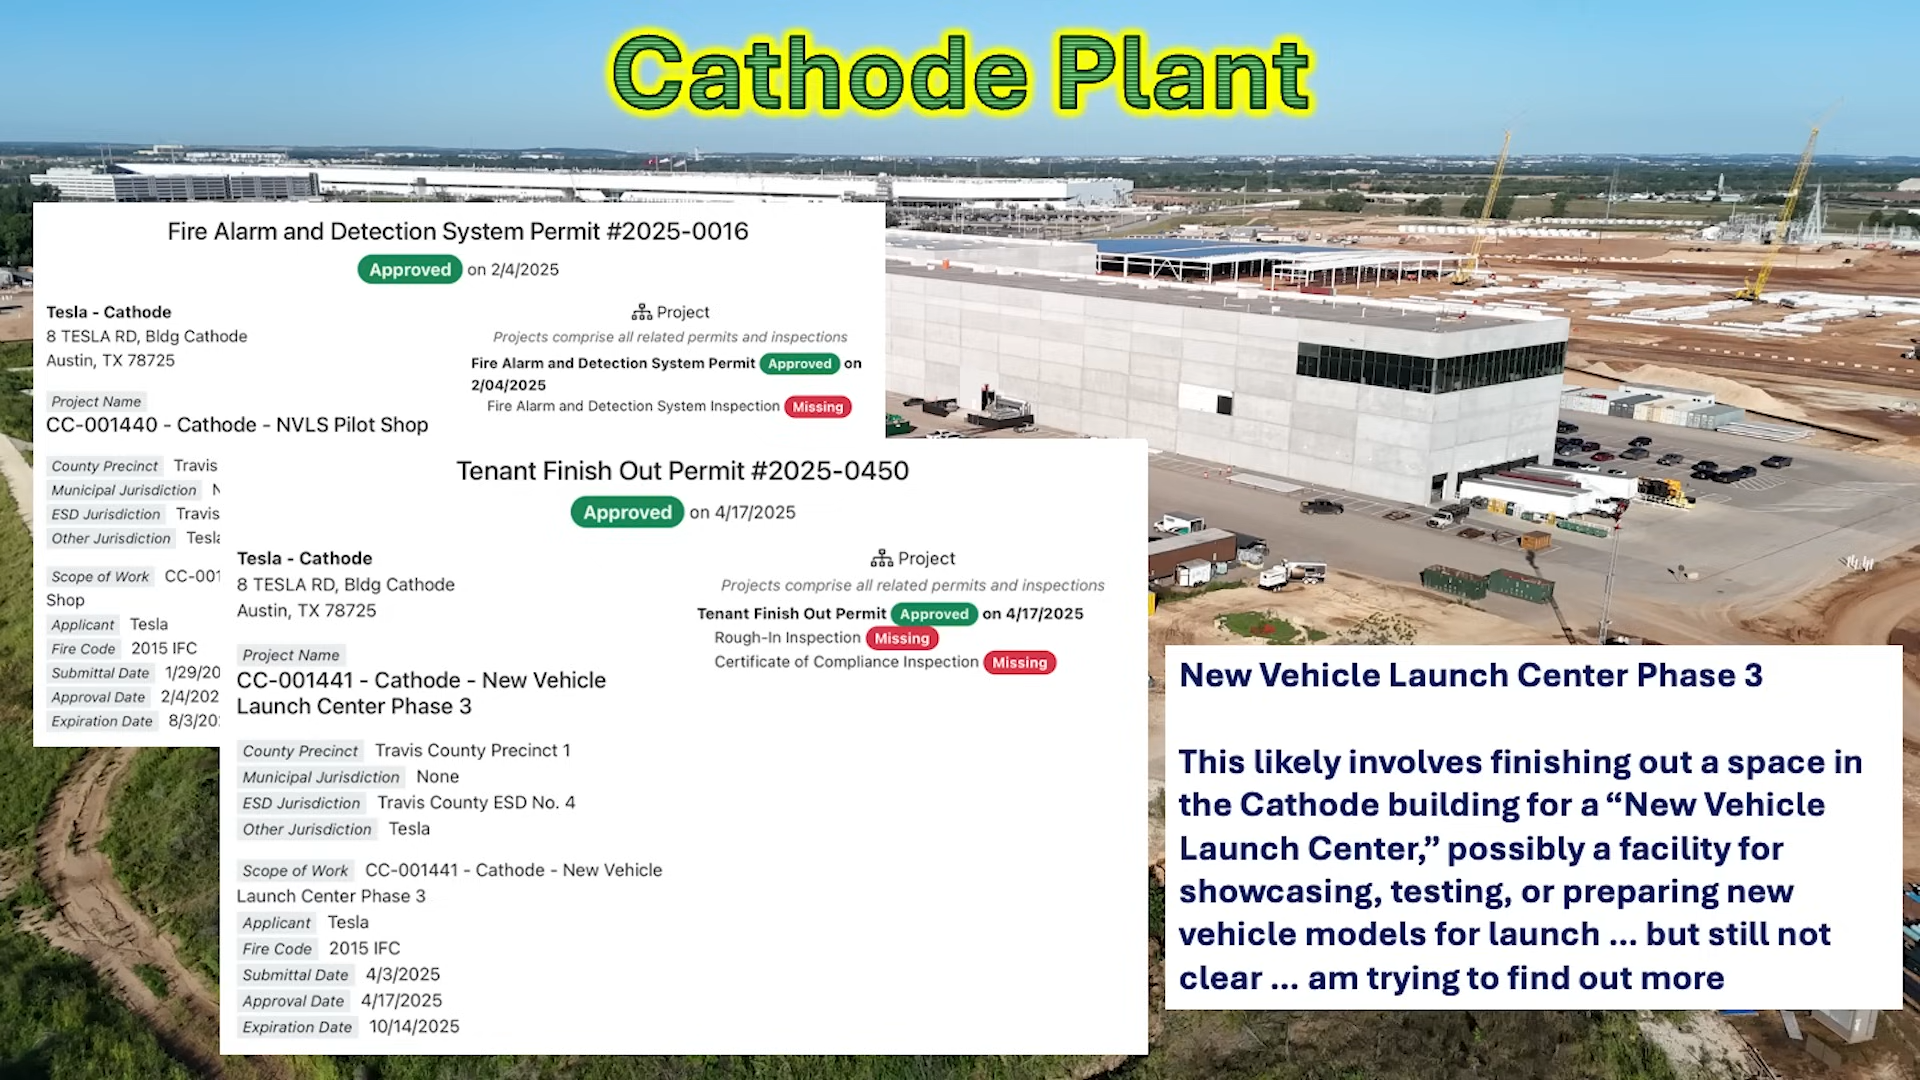 Cathode Plant
Fire Alarm and Detection System Permit #2025-0016
Approved on 2/4/2025
Tesla - Cathode
8 TESLA RD, Bldg Cathode
Austin, TX 78725
Project
Projects comprise all related permits and inspections
Fire Alarm and Detection System Permit Approved on
2/04/2025
Fire Alarm and Detection System Inspection Missing
Project Name
CC-001440 - Cathode - NVLS Pilot Shop
County Precinct Travis
Municipal Jurisdiction N
ESD Jurisdiction Travis
Other Jurisdiction Tesla
Scope of Work CC-001
Shop
Applicant Tesla
Fire Code 2015 IFC
Submittal Date 1/29/20
Approval Date 2/4/202
Expiration Date 8/3/20
Tenant Finish Out Permit #2025-0450
Approved on 4/17/2025
Tesla - Cathode
8 TESLA RD, Bldg Cathode
Austin, TX 78725
Project
Projects comprise all related permits and inspections
Tenant Finish Out Permit Approved on 4/17/2025
Rough-In Inspection Missing
Certificate of Compliance Inspection Missing
Project Name
CC-001441 - Cathode - New Vehicle
Launch Center Phase 3
County Precinct Travis County Precinct 1
Municipal Jurisdiction None
ESD Jurisdiction Travis County ESD No. 4
Other Jurisdiction Tesla
Scope of Work CC-001441 - Cathode - New Vehicle
Launch Center Phase 3
Applicant Tesla
Fire Code 2015 IFC
Submittal Date 4/3/2025
Approval Date 4/17/2025
Expiration Date 10/14/2025
New Vehicle Launch Center Phase 3
This likely involves finishing out a space in
the Cathode building for a “New Vehicle
Launch Center,” possibly a facility for
showcasing, testing, or preparing new
vehicle models for launch ... but still not
clear ... am trying to find out more